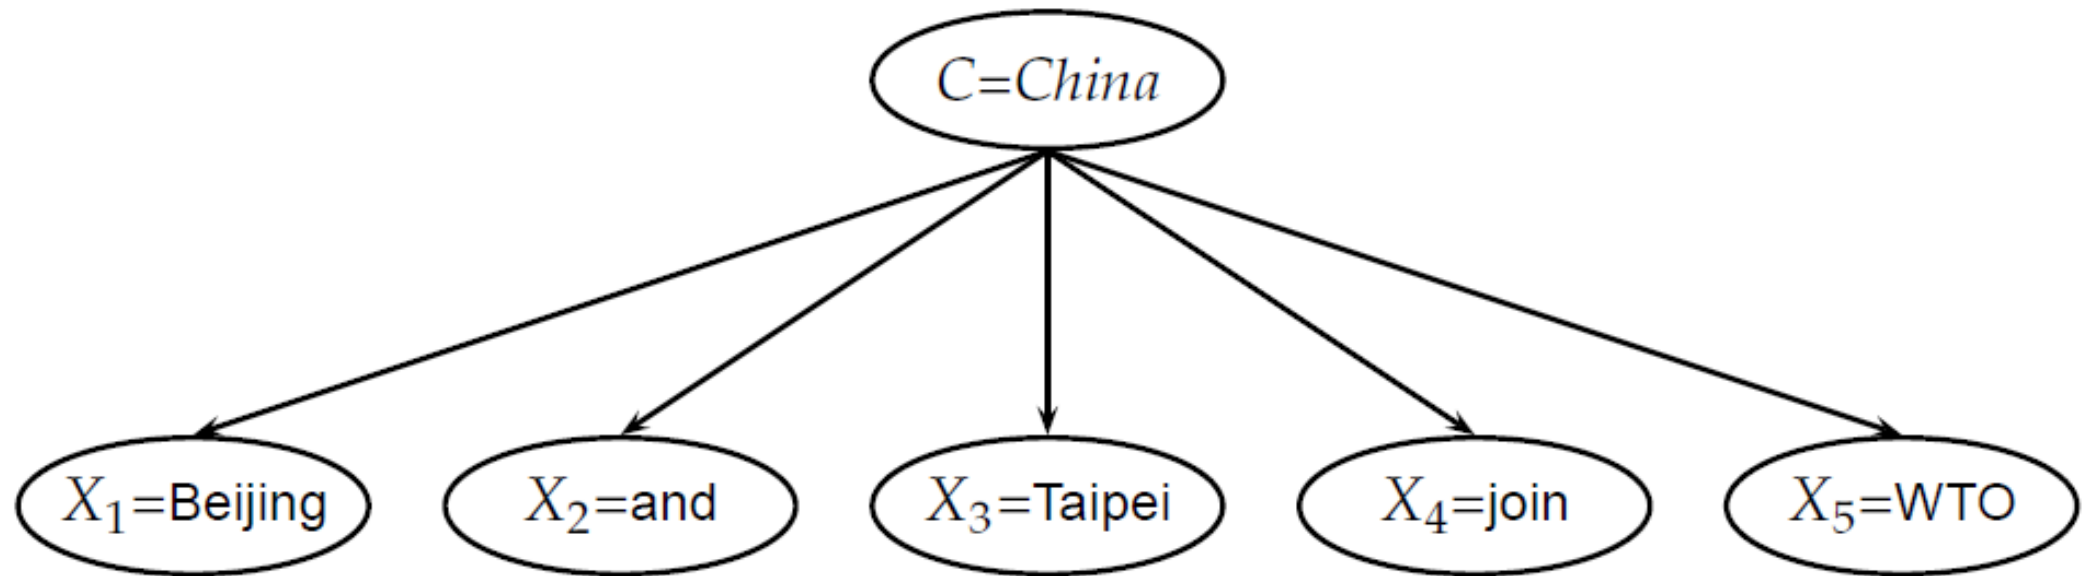 C=China
X₁=Beijing
X₂=and
X₃=Taipei
X₄=join
X₅=WTO